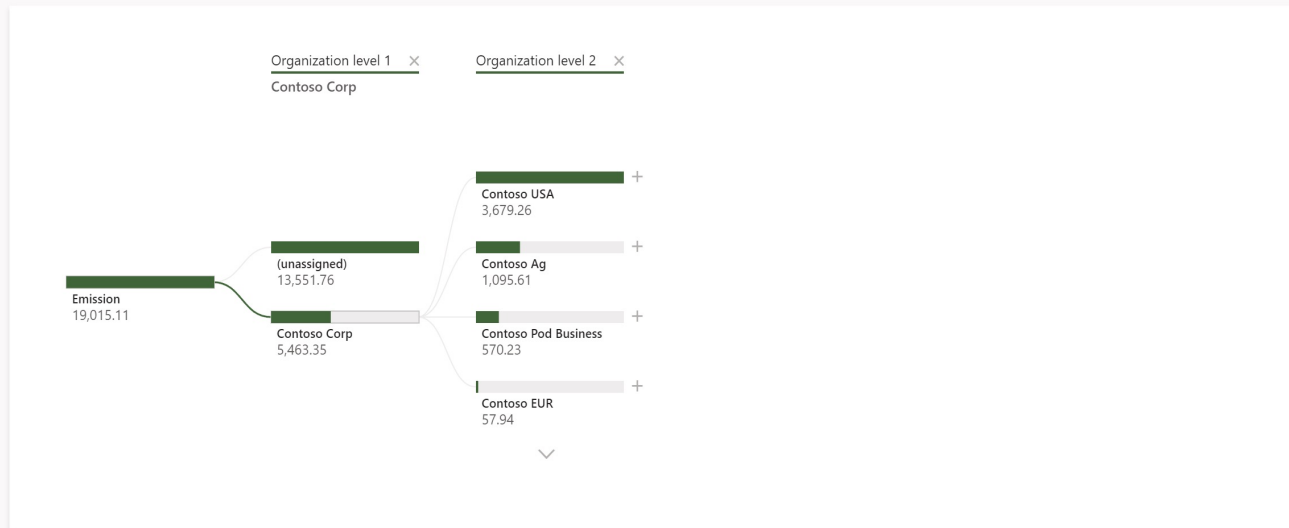 Organization level 1
Organization level 2
Contoso Corp
Contoso USA
3,679.26
(unassigned)
13,551.76
Contoso Ag
1,095.61
Emission
19,015.11
Contoso Corp
5,463.35
Contoso Pod Business
570.23
Contoso EUR
57.94